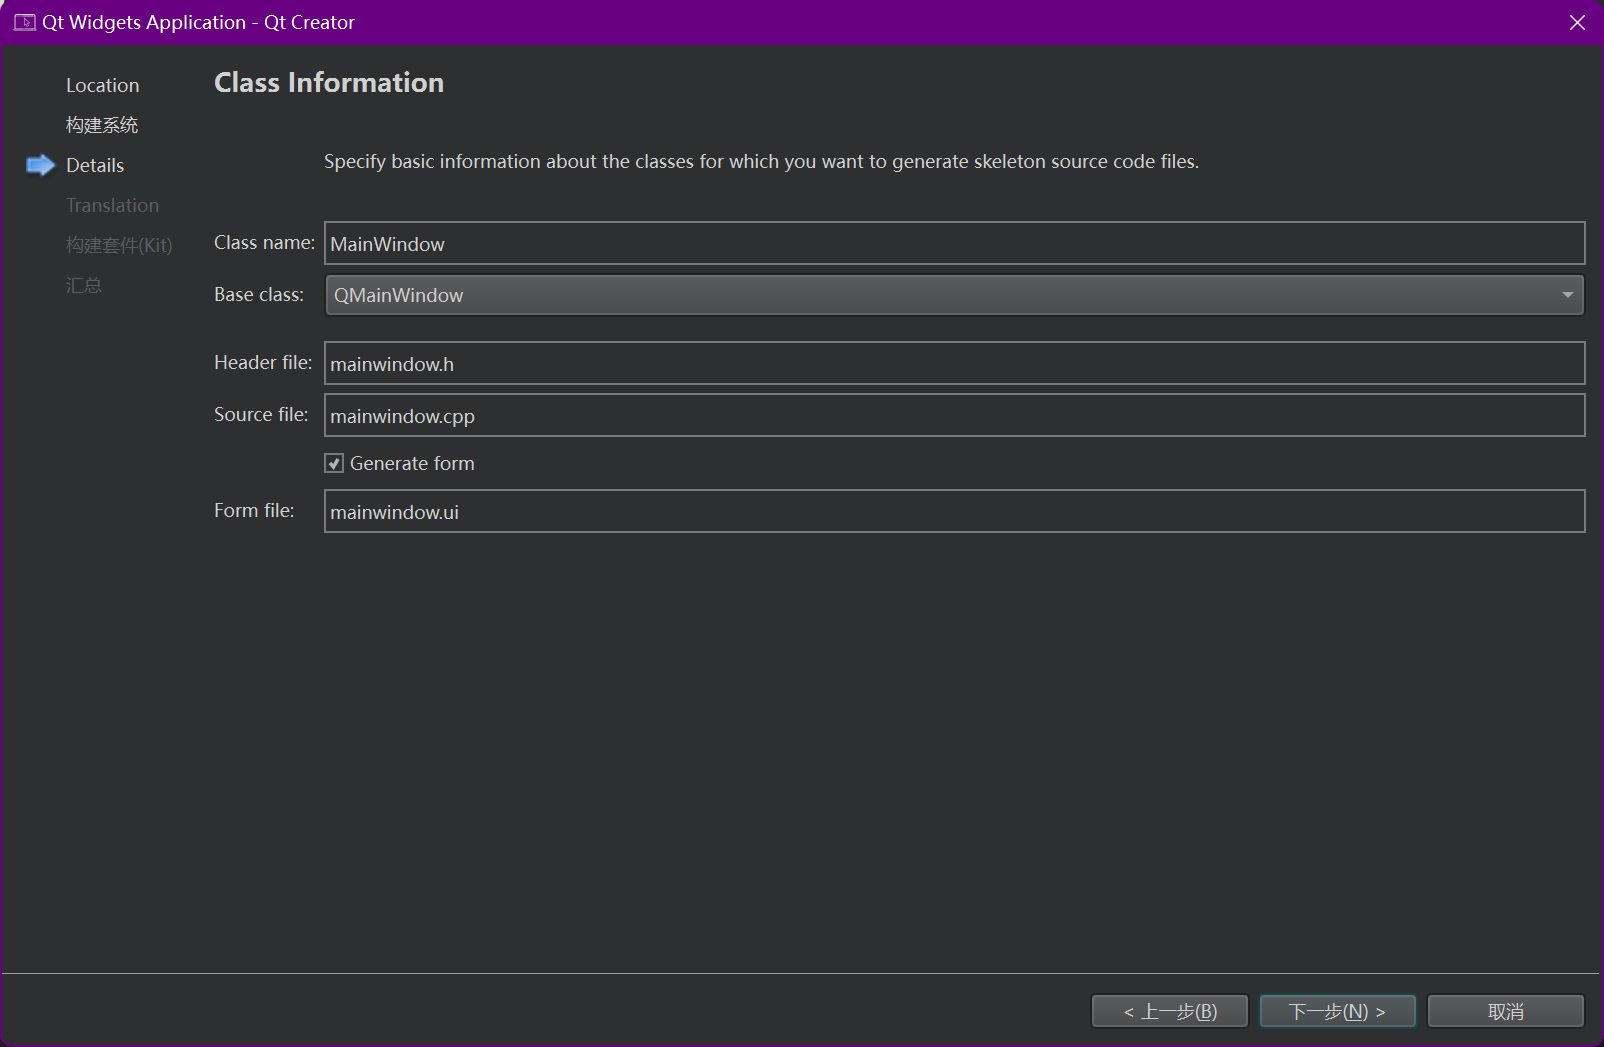 Qt Widgets Application - Qt Creator
Location
构建系统
Details
Translation
构建套件(Kit)
汇总
Class Information
Specify basic information about the classes for which you want to generate skeleton source code files.
Class name: MainWindow
Base class: QMainWindow
Header file: mainwindow.h
Source file: mainwindow.cpp
Generate form
Form file: mainwindow.ui
< 上一步(B) 下一步(N) > 取消